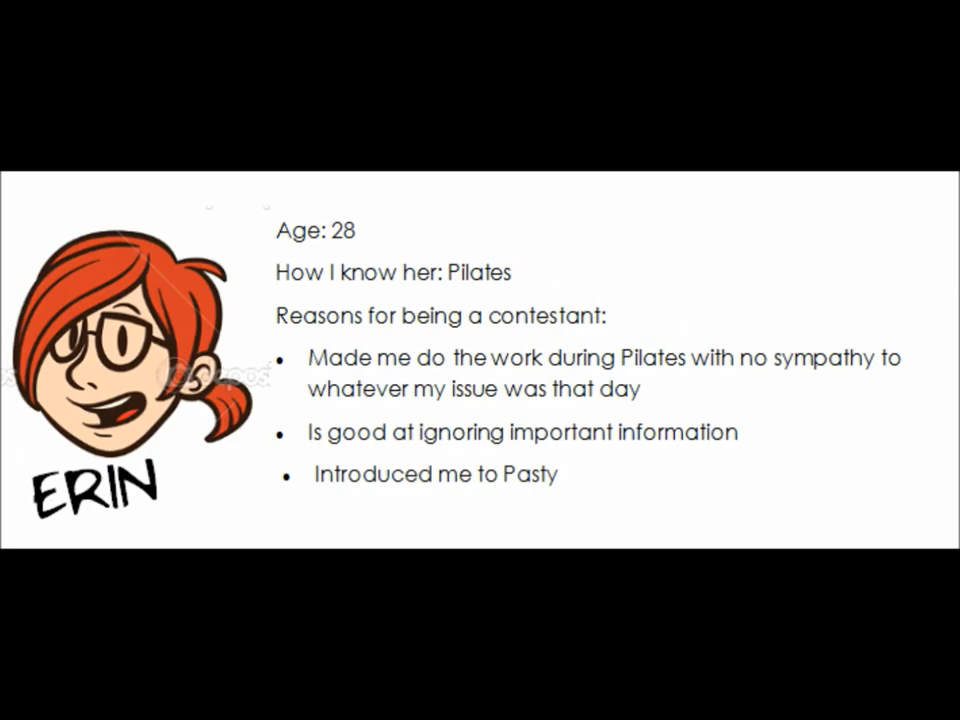 Age: 28
How I know her: Pilates
Reasons for being a contestant:
• Made me do the work during Pilates with no sympathy to
whatever my issue was that day
• Is good at ignoring important information
• Introduced me to Pasty
ERIN